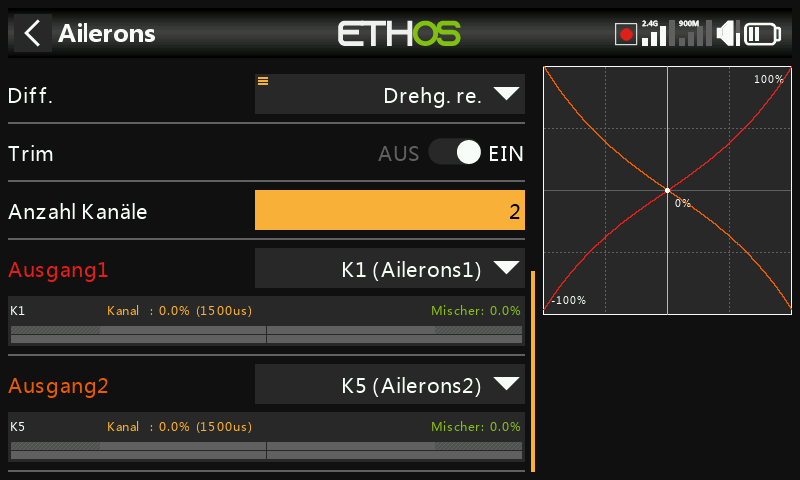 Ailerons
ETHOS
2.4G
900M
Diff.
Drehg. re.
Trim
AUS
EIN
Anzahl Kanäle
2
Ausgang1
K1 (Ailerons1)
K1
Kanal : 0.0% (1500us)
Mischer: 0.0%
Ausgang2
K5 (Ailerons2)
K5
Kanal : 0.0% (1500us)
Mischer: 0.0%
100%
0%
-100%